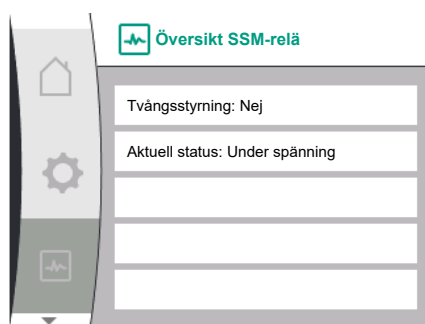 Översikt SSM-relä
Tvångsstyrning: Nej
Aktuell status: Under spänning